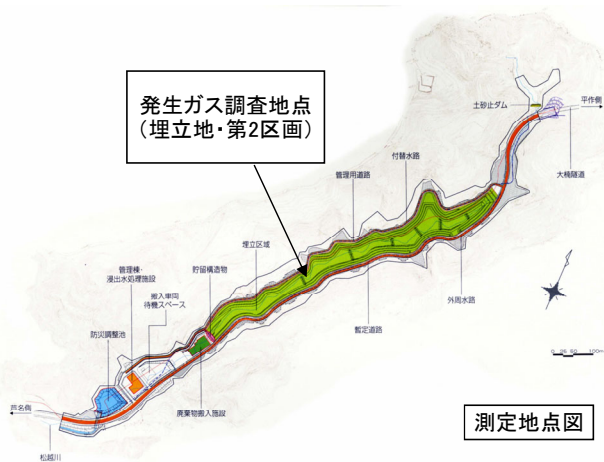 発生ガス調査地点
(埋立地・第2区画)
土砂止ダム
平作側
大楠隧道
付替水路
管理用道路
埋立区域
貯留構造物
管理棟・
浸出水処理施設
搬入車両
待機スペース
防災調整池
外周水路
暫定道路
廃棄物搬入施設
芦名側
松越川
100m
測定地点図